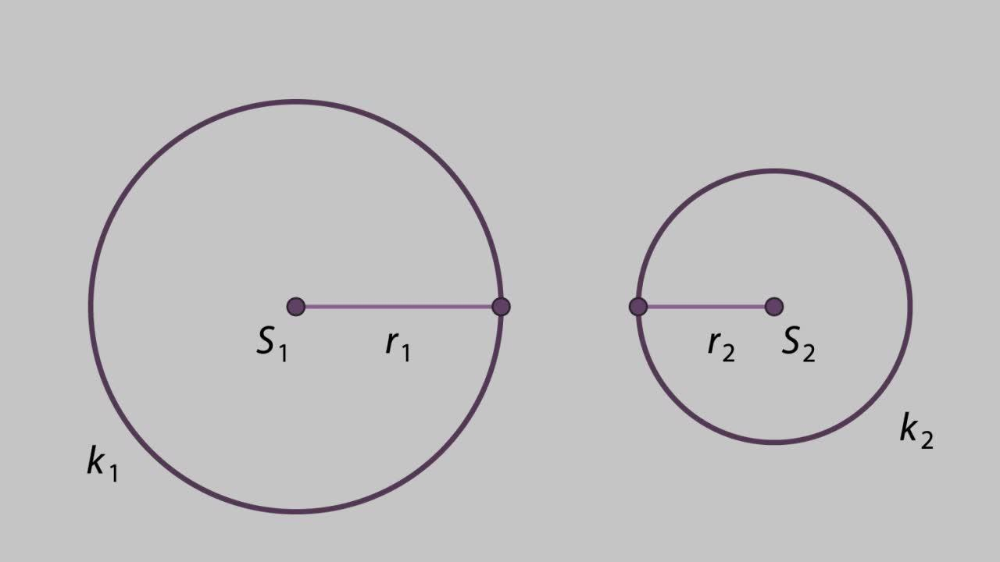 S₁
r₁
r₂
S₂
k₂
k₁